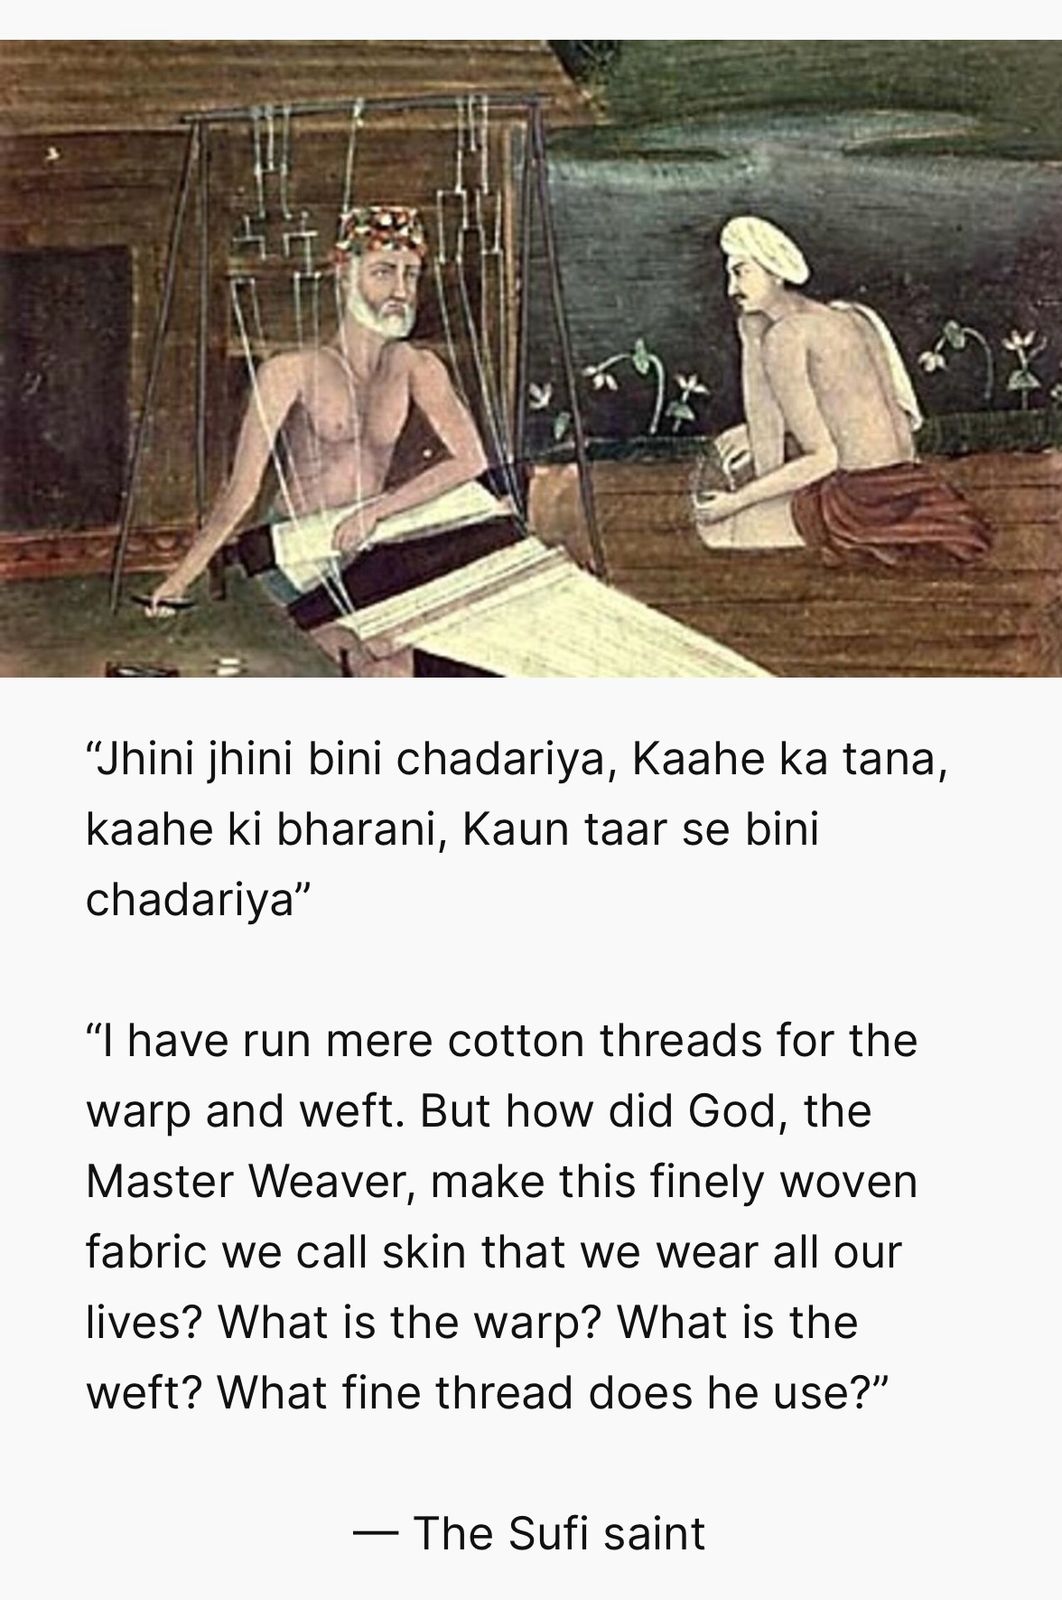 “Jhini jhini bini chadariya, Kaahe ka tana,
kaahe ki bharani, Kaun taar se bini
chadariya”
“I have run mere cotton threads for the
warp and weft. But how did God, the
Master Weaver, make this finely woven
fabric we call skin that we wear all our
lives? What is the warp? What is the
weft? What fine thread does he use?”
— The Sufi saint